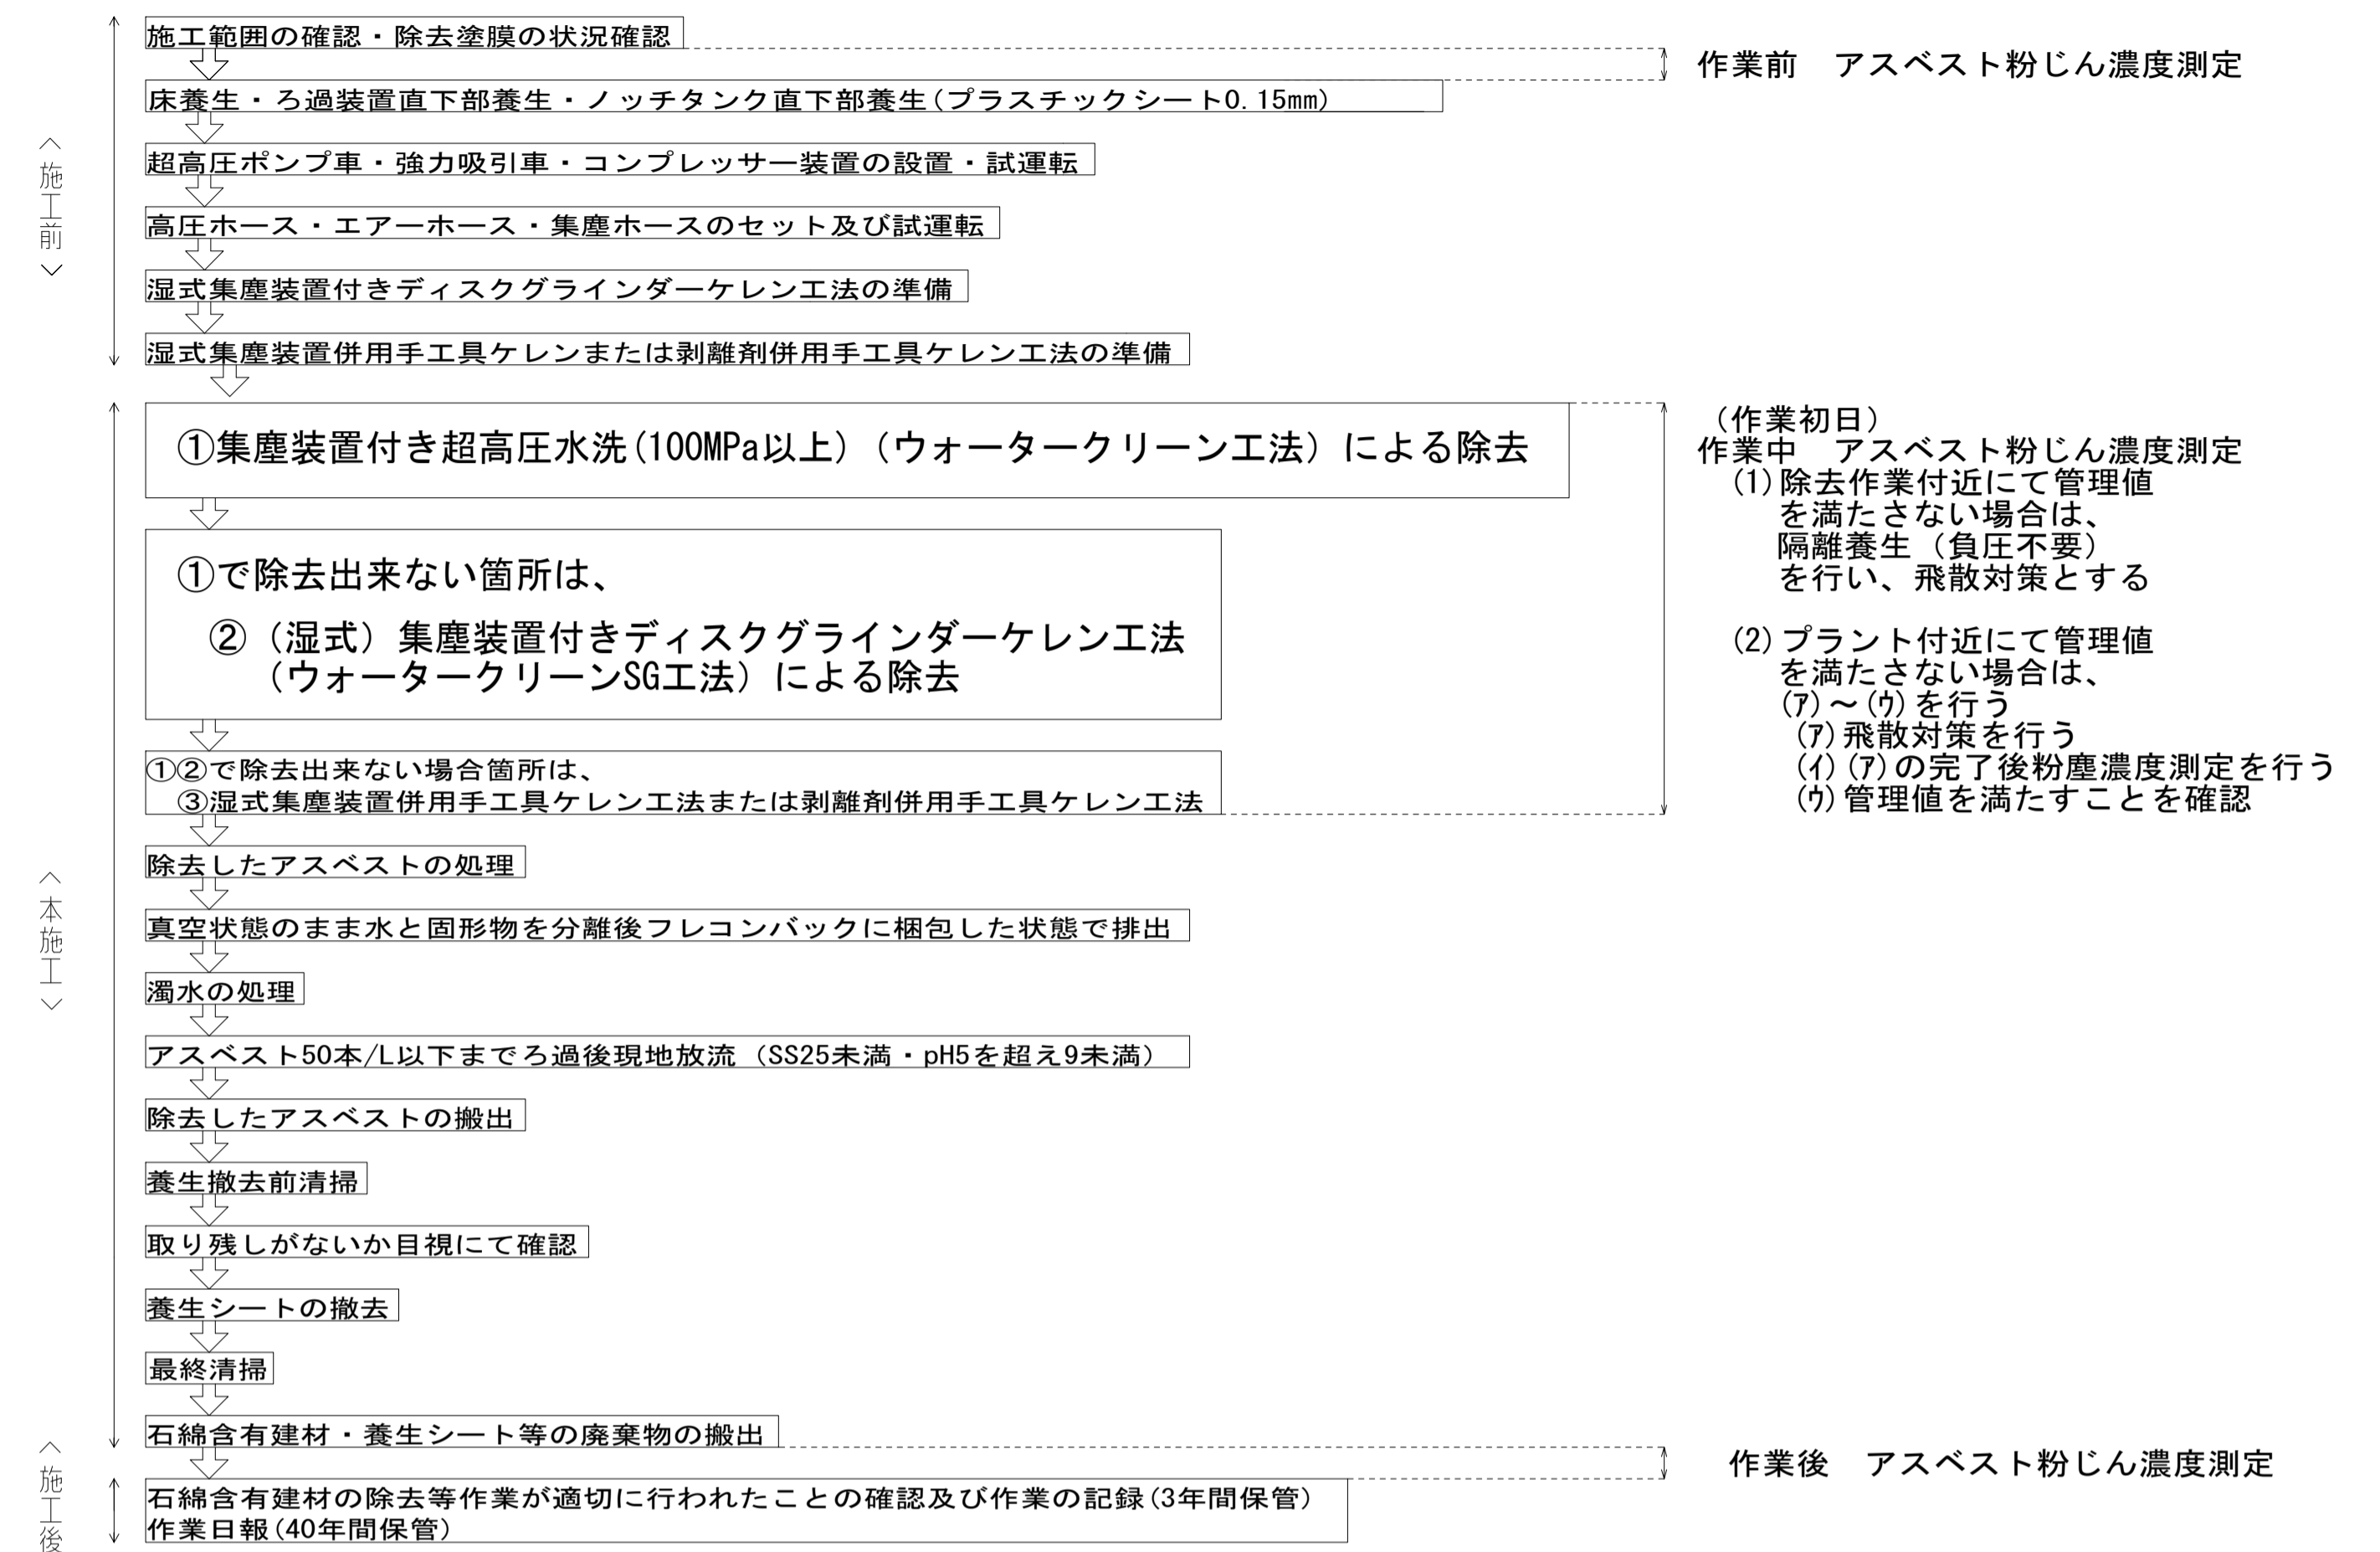 施工範囲の確認・除去塗膜の状況確認
作業前　アスベスト粉じん濃度測定
床養生・ろ過装置直下部養生・ノッチタンク直下部養生(プラスチックシート0.15mm)
超高圧ポンプ車・強力吸引車・コンプレッサー装置の設置・試運転
高圧ホース・エアーホース・集塵ホースのセット及び試運転
湿式集塵装置付きディスクグラインダーケレン工法の準備
湿式集塵装置併用手工具ケレンまたは剥離剤併用手工具ケレン工法の準備
〈施工前〉
①集塵装置付き超高圧水洗(100MPa以上)（ウォータークリーン工法）による除去
①で除去出来ない箇所は、
②（湿式）集塵装置付きディスクグラインダーケレン工法
（ウォータークリーンSG工法）による除去
①②で除去出来ない場合箇所は、
③湿式集塵装置併用手工具ケレン工法または剥離剤併用手工具ケレン工法
（作業初日）
作業中　アスベスト粉じん濃度測定
(1)除去作業付近にて管理値
を満たさない場合は、
隔離養生（負圧不要）
を行い、飛散対策とする
(2)プラント付近にて管理値
を満たさない場合は、
(ｱ)～(ｳ)を行う
(ｱ)飛散対策を行う
(ｲ)(ｱ)の完了後粉塵濃度測定を行う
(ｳ)管理値を満たすことを確認
除去したアスベストの処理
真空状態のまま水と固形物を分離後フレコンバックに梱包した状態で排出
濁水の処理
アスベスト50本/L以下までろ過後現地放流（SS25未満・pH5を超え9未満）
除去したアスベストの搬出
養生撤去前清掃
取り残しがないか目視にて確認
養生シートの撤去
最終清掃
石綿含有建材・養生シート等の廃棄物の搬出
〈本施工〉
作業後　アスベスト粉じん濃度測定
石綿含有建材の除去等作業が適切に行われたことの確認及び作業の記録(3年間保管)
作業日報(40年間保管)
〈施工後